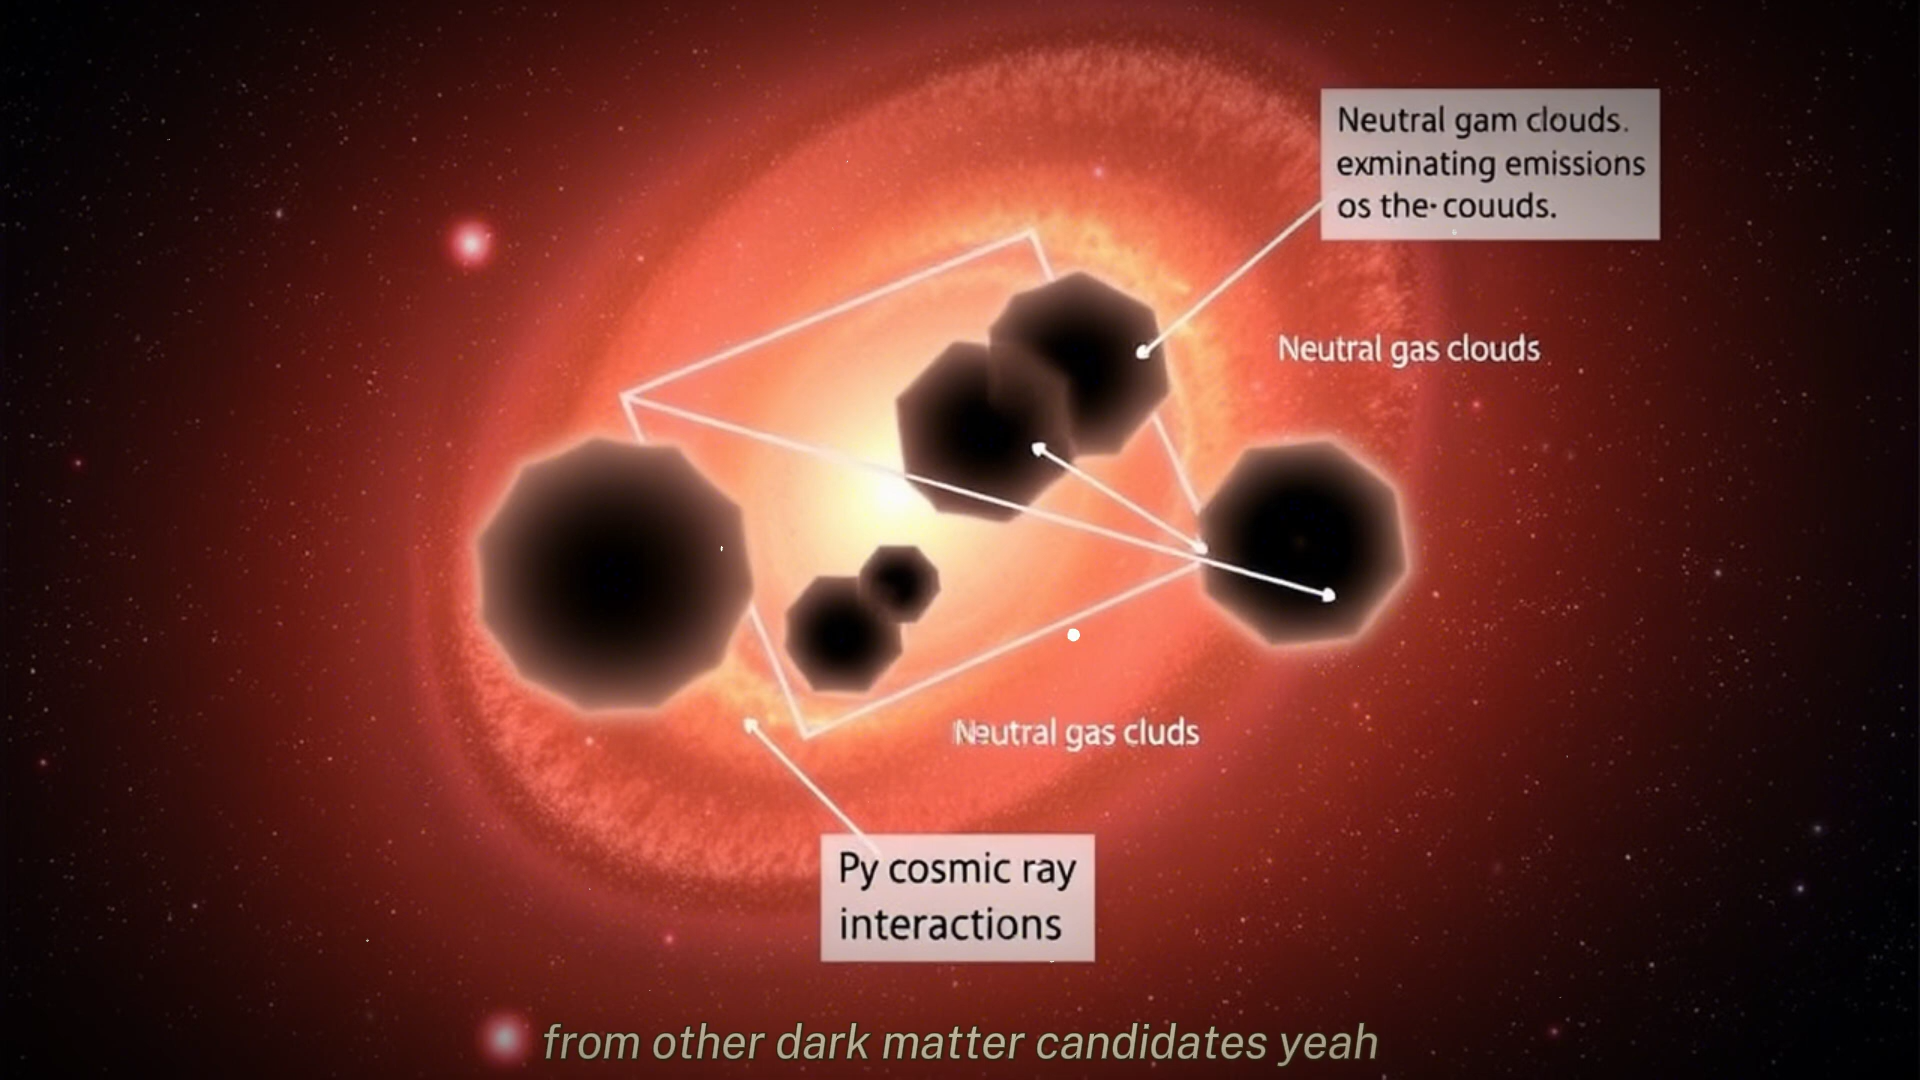 Neutral gam clouds.
exminating emissions
os the· couuds.
Neutral gas clouds
Neutral gas cluds
Py cosmic ray
interactions
from other dark matter candidates yeah